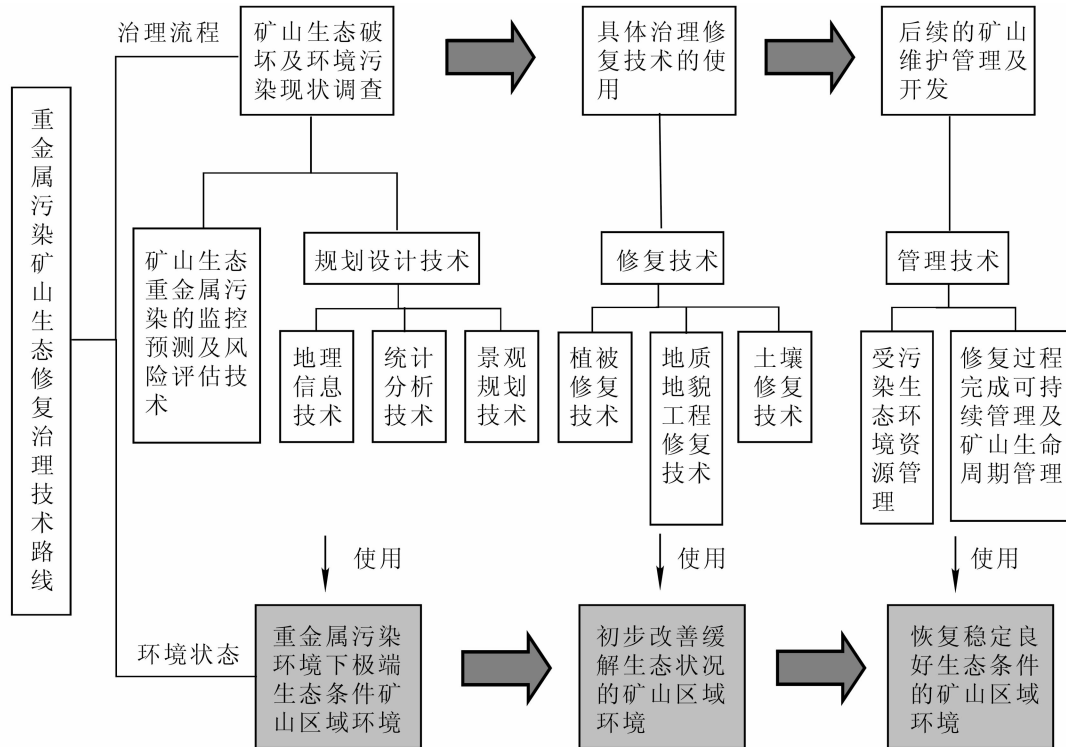 治理流程
矿山生态破
坏及环境污
染现状调查
具体治理修
复技术的使
用
后续的矿山
维护管理及
开发
重金属污染矿山生态修复治理技术路线
矿山生态
重金属污
染的监控
预测及风
险评估技
术
规划设计技术
修复技术
管理技术
地理
信息
技术
统计
分析
技术
景观
规划
技术
植被
修复
技术
地质
地貌
工程
修复
技术
土壤
修复
技术
受污
染生
态环
境资
源管
理
修复过程
完成可持
续管理及
矿山生命
周期管理
使用
使用
使用
环境状态
重金属污染
环境下极端
生态条件矿
山区域环境
初步改善缓
解生态状况
的矿山区域
环境
恢复稳定良
好生态条件
的矿山区域
环境